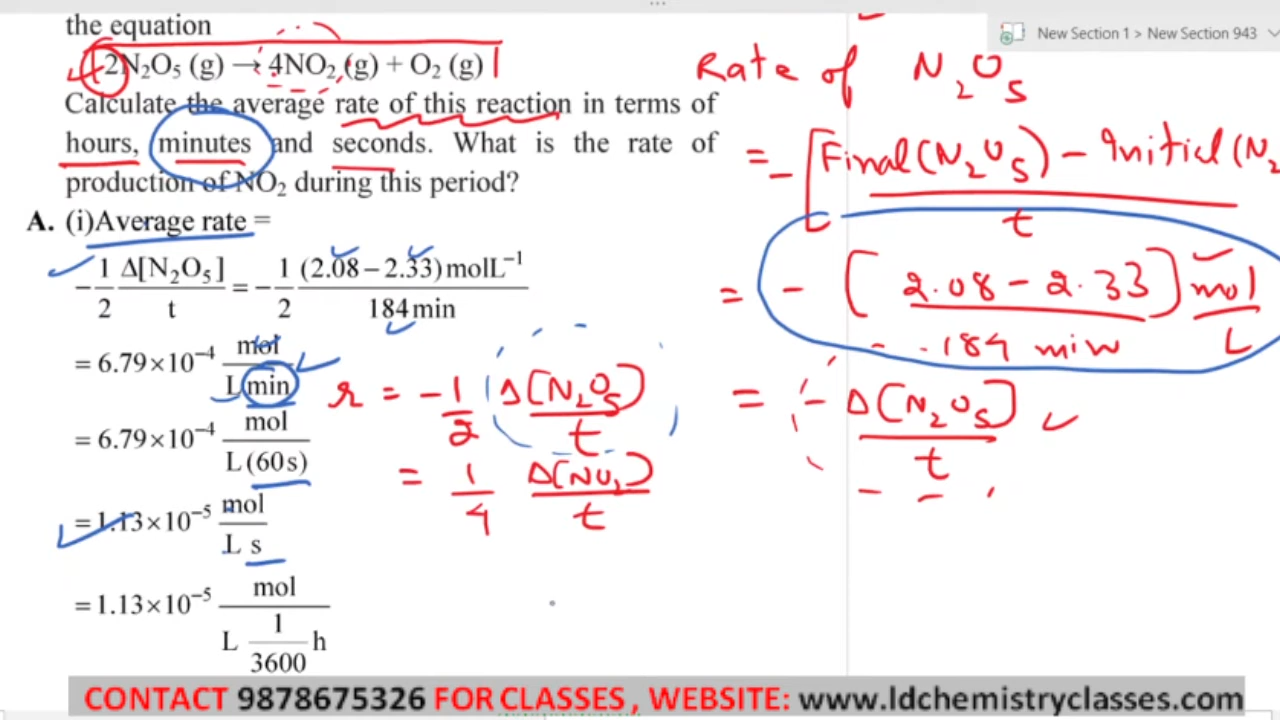 the equation
2N₂O₅ (g) → 4NO₂ (g) + O₂ (g)
Calculate the average rate of this reaction in terms of
hours, minutes and seconds. What is the rate of
production of NO₂ during this period?
A. (i)Average rate =
−1/2 Δ[N₂O₅]/t = −1/2 (2.08 − 2.33) molL⁻¹/184 min
= 6.79×10⁻⁴ mol/L min
= 6.79×10⁻⁴ mol/L (60 s)
= 1.13×10⁻⁵ mol/L s
= 1.13×10⁻⁵ mol/L 1/3600 h
r = −1/2 Δ[N₂O₅]/t
= 1/4 Δ[NO₂]/t
New Section 1 > New Section 943
Rate of N₂O₅
= −[Final(N₂O₅) − Initial(N₂
t
= −[2.08 − 2.33/184 min] mol/L
= −Δ[N₂O₅]/t
CONTACT 9878675326 FOR CLASSES , WEBSITE: www.ldchemistryclasses.com